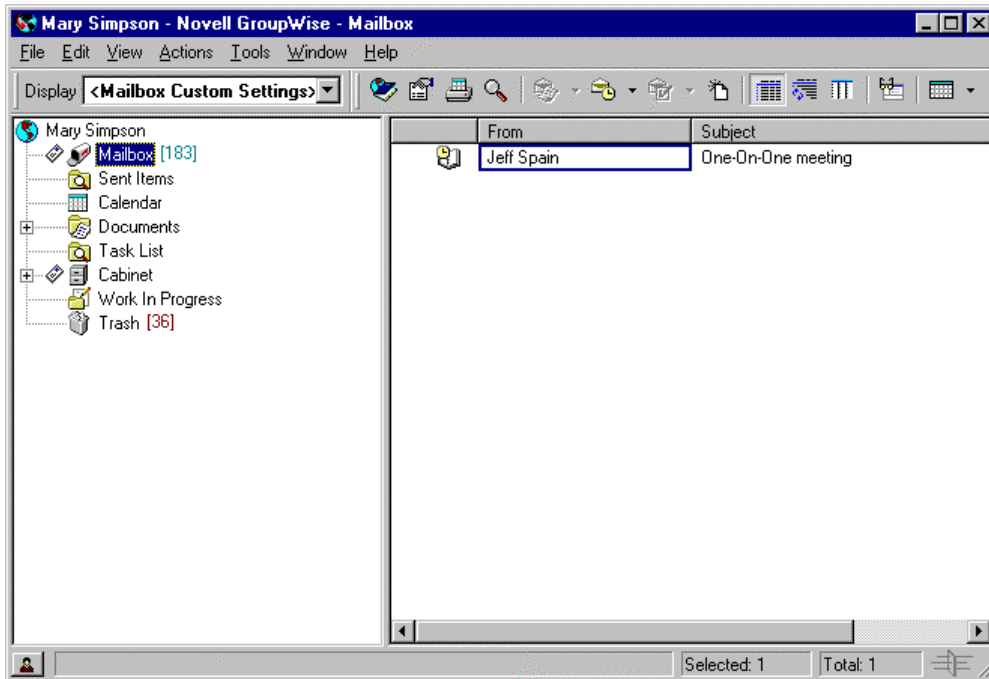 Mary Simpson - Novell GroupWise - Mailbox
File Edit View Actions Tools Window Help
Display <Mailbox Custom Settings>
Mary Simpson
Mailbox [183]
Sent Items
Calendar
Documents
Task List
Cabinet
Work In Progress
Trash [36]
From Subject
Jeff Spain One-On-One meeting
Selected: 1 Total: 1